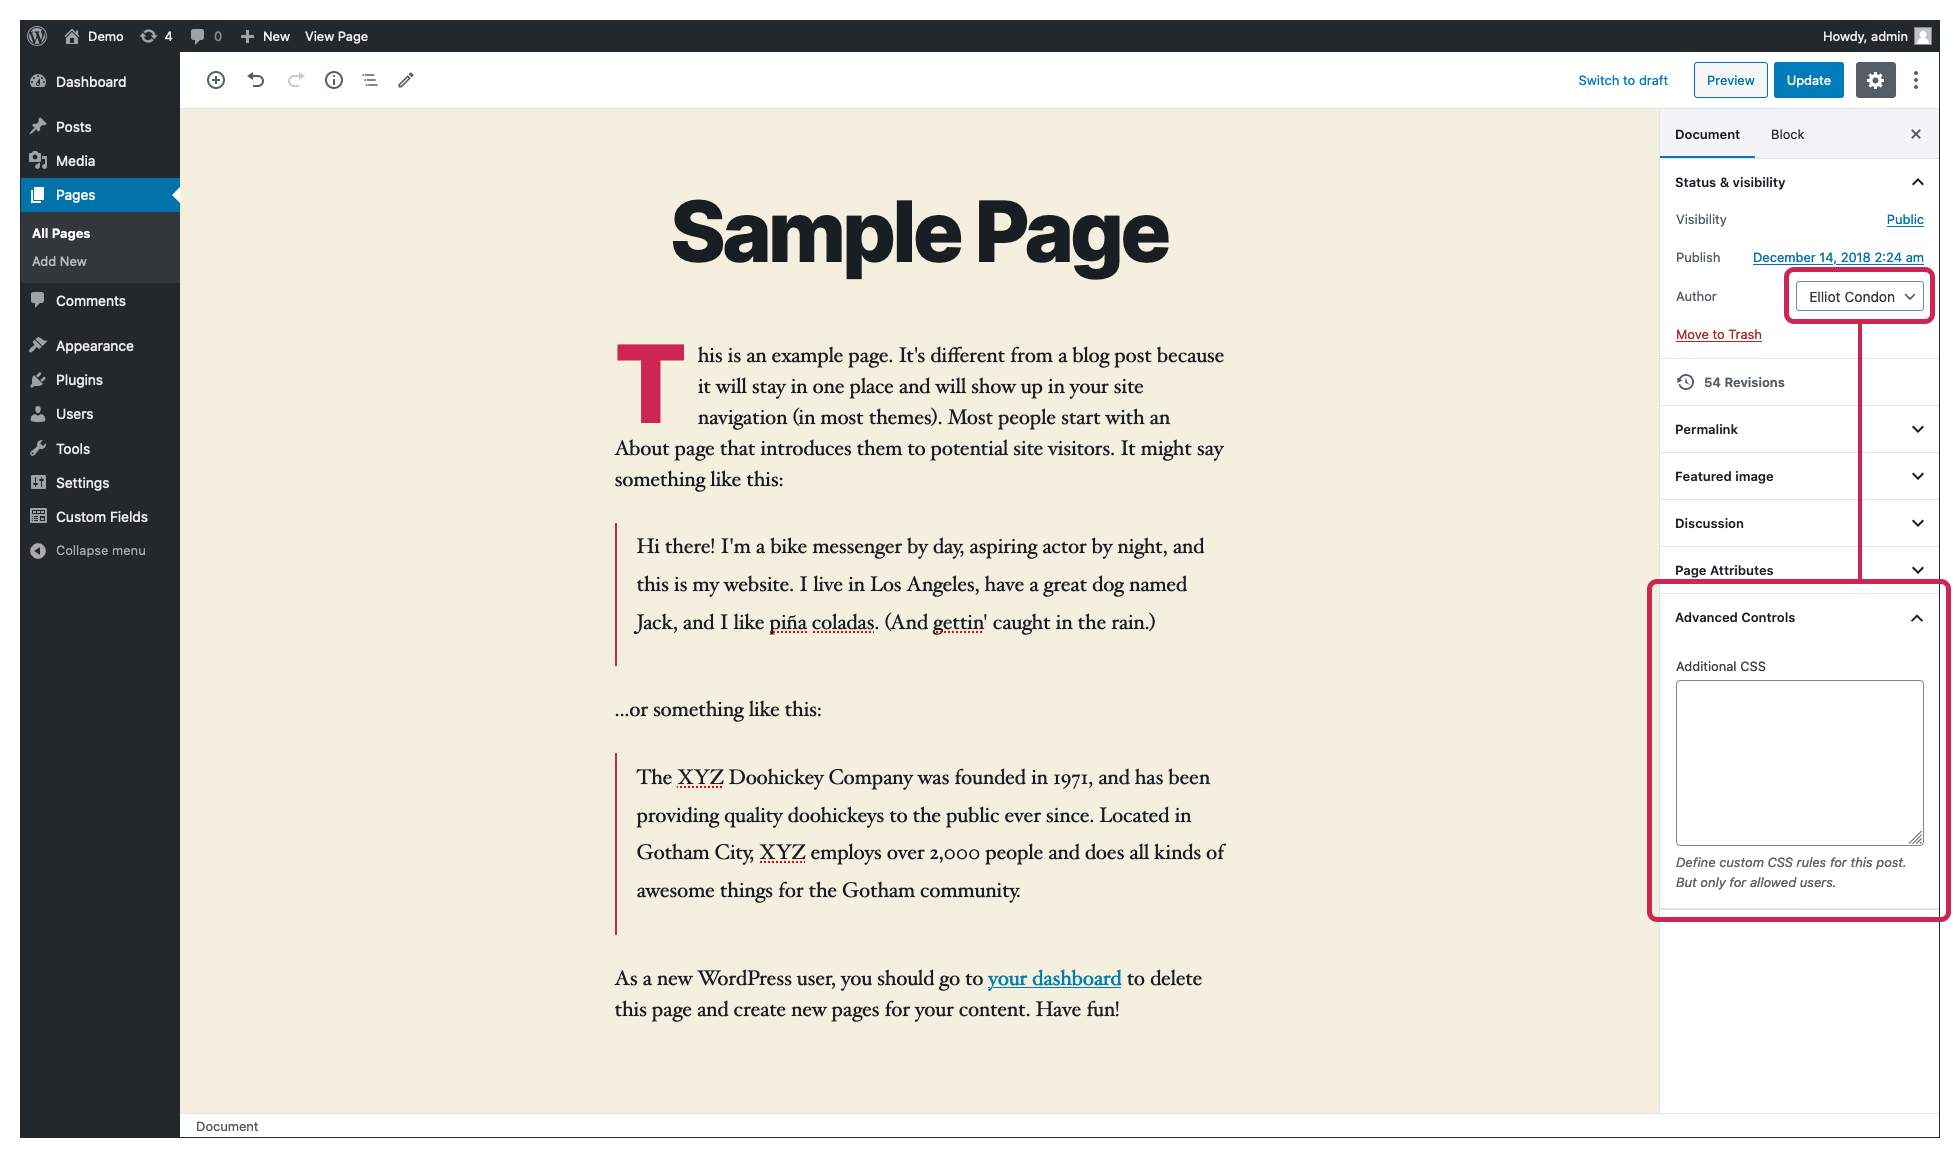 Demo 4 0 New View Page Howdy, admin
Dashboard
Posts
Media
Pages
All Pages
Add New
Comments
Appearance
Plugins
Users
Tools
Settings
Custom Fields
Collapse menu
Switch to draft Preview Update
Sample Page
This is an example page. It's different from a blog post because
it will stay in one place and will show up in your site
navigation (in most themes). Most people start with an
About page that introduces them to potential site visitors. It might say
something like this:
Hi there! I'm a bike messenger by day, aspiring actor by night, and
this is my website. I live in Los Angeles, have a great dog named
Jack, and I like piña coladas. (And gettin' caught in the rain.)
...or something like this:
The XYZ Doohickey Company was founded in 1971, and has been
providing quality doohickeys to the public ever since. Located in
Gotham City, XYZ employs over 2,000 people and does all kinds of
awesome things for the Gotham community.
As a new WordPress user, you should go to your dashboard to delete
this page and create new pages for your content. Have fun!
Document Block
Status & visibility
Visibility Public
Publish December 14, 2018 2:24 am
Author Elliot Condon
Move to Trash
54 Revisions
Permalink
Featured image
Discussion
Page Attributes
Advanced Controls
Additional CSS
Define custom CSS rules for this post.
But only for allowed users.
Document